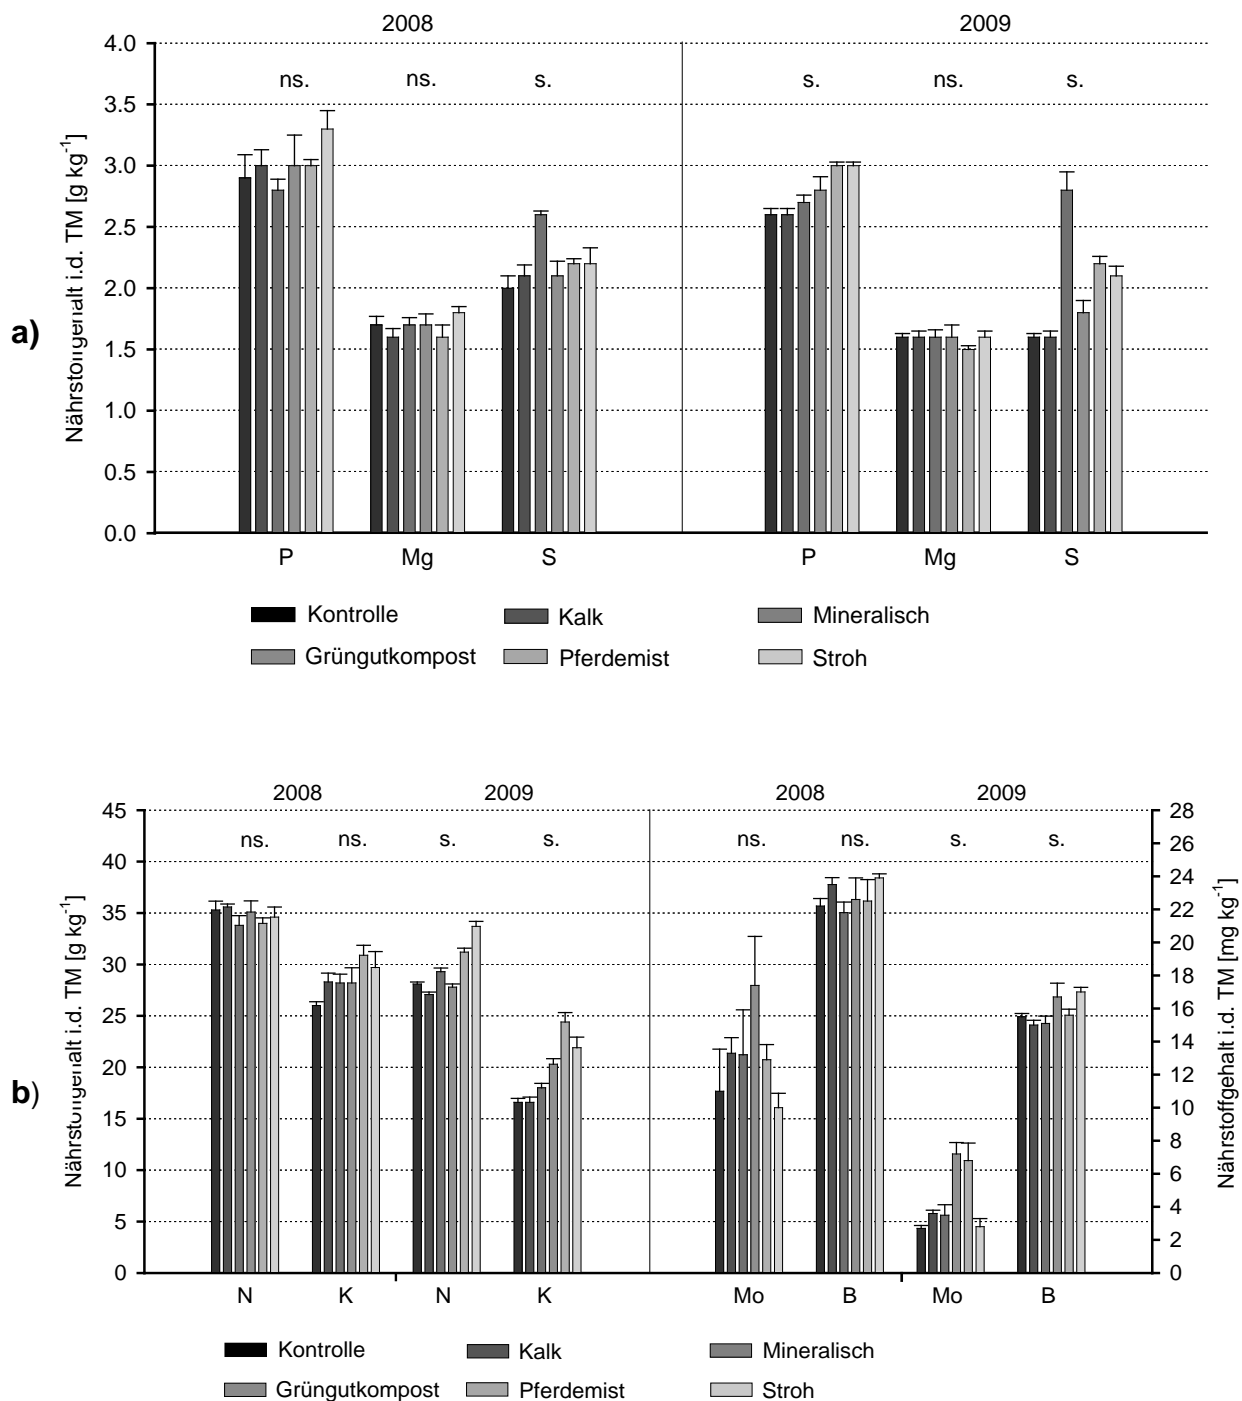 2008 2009
4.0
ns. ns. s. s. ns. s.
3.5
3.0
2.5
2.0
1.5
1.0
0.5
0.0
Nährstoffgehalt i.d. TM [g kg-1]
a)
P Mg S P Mg S
Kontrolle Kalk Mineralisch
Grüngutkompost Pferdemist Stroh
2008 2009 2008 2009
45 28
ns. ns. s. s. ns. ns. s. s.
26
40
24
35
22
20
30
18
25
16
14
20
12
15
10
8
10
6
5
4
2
0 0
Nährstoffgehalt i.d. TM [g kg-1]
Nährstoffgehalt i.d. TM [mg kg-1]
b)
N K N K Mo B Mo B
Kontrolle Kalk Mineralisch
Grüngutkompost Pferdemist Stroh